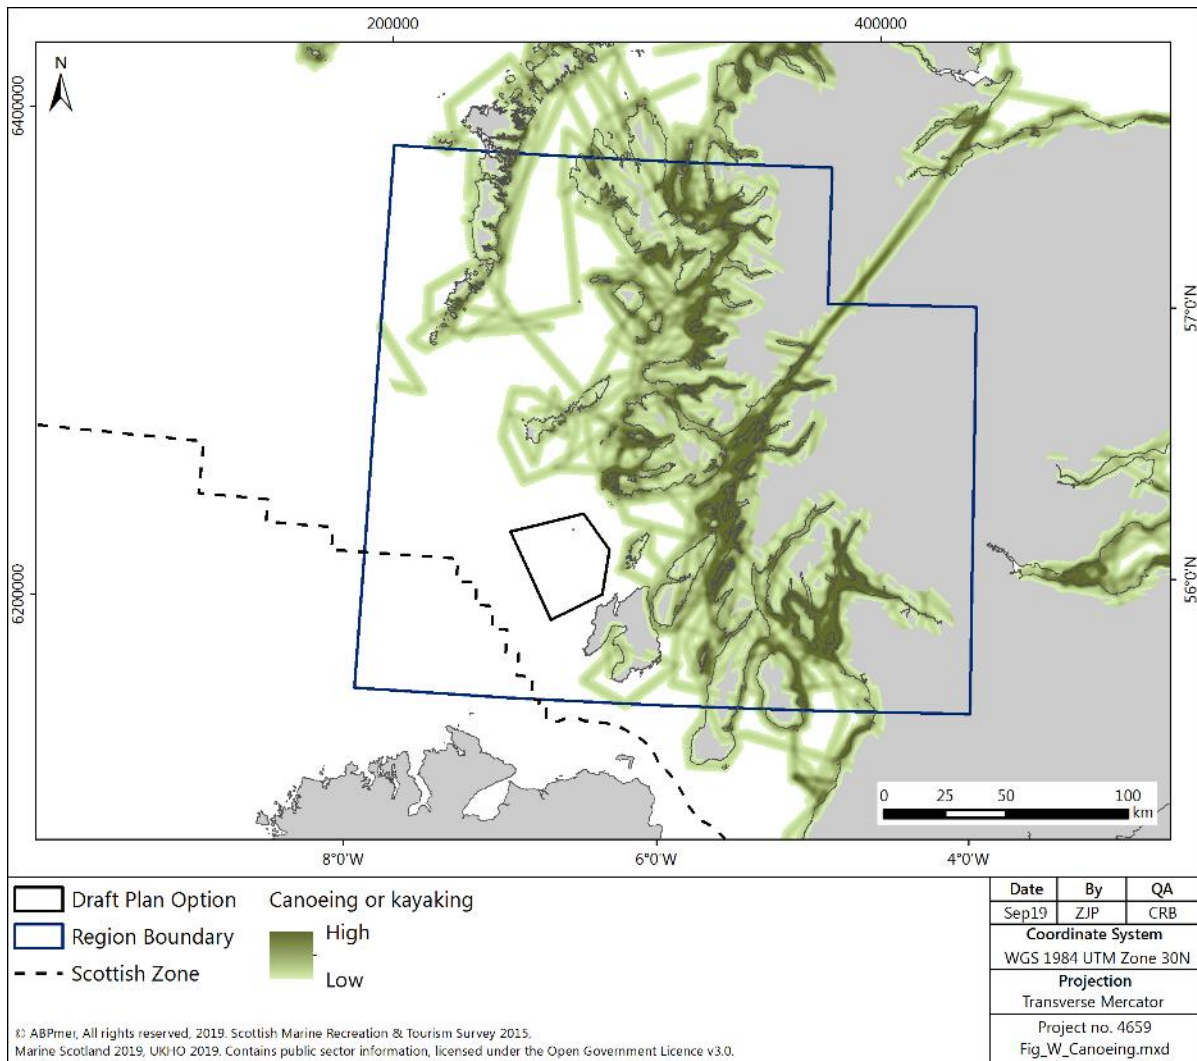 200000
400000
N
6400000
6200000
57°0'N
56°0'N
0
25
50
100
km
8°0'W
6°0'W
4°0'W
Draft Plan Option
Region Boundary
Scottish Zone
Canoeing or kayaking
High
Low
Date By QA
Sep19 ZJP CRB
Coordinate System
WGS 1984 UTM Zone 30N
Projection
Transverse Mercator
Project no. 4659
Fig_W_Canoeing.mxd
© ABPmer, All rights reserved, 2019. Scottish Marine Recreation & Tourism Survey 2015,
Marine Scotland 2019, UKHO 2019. Contains public sector information, licensed under the Open Government Licence v3.0.